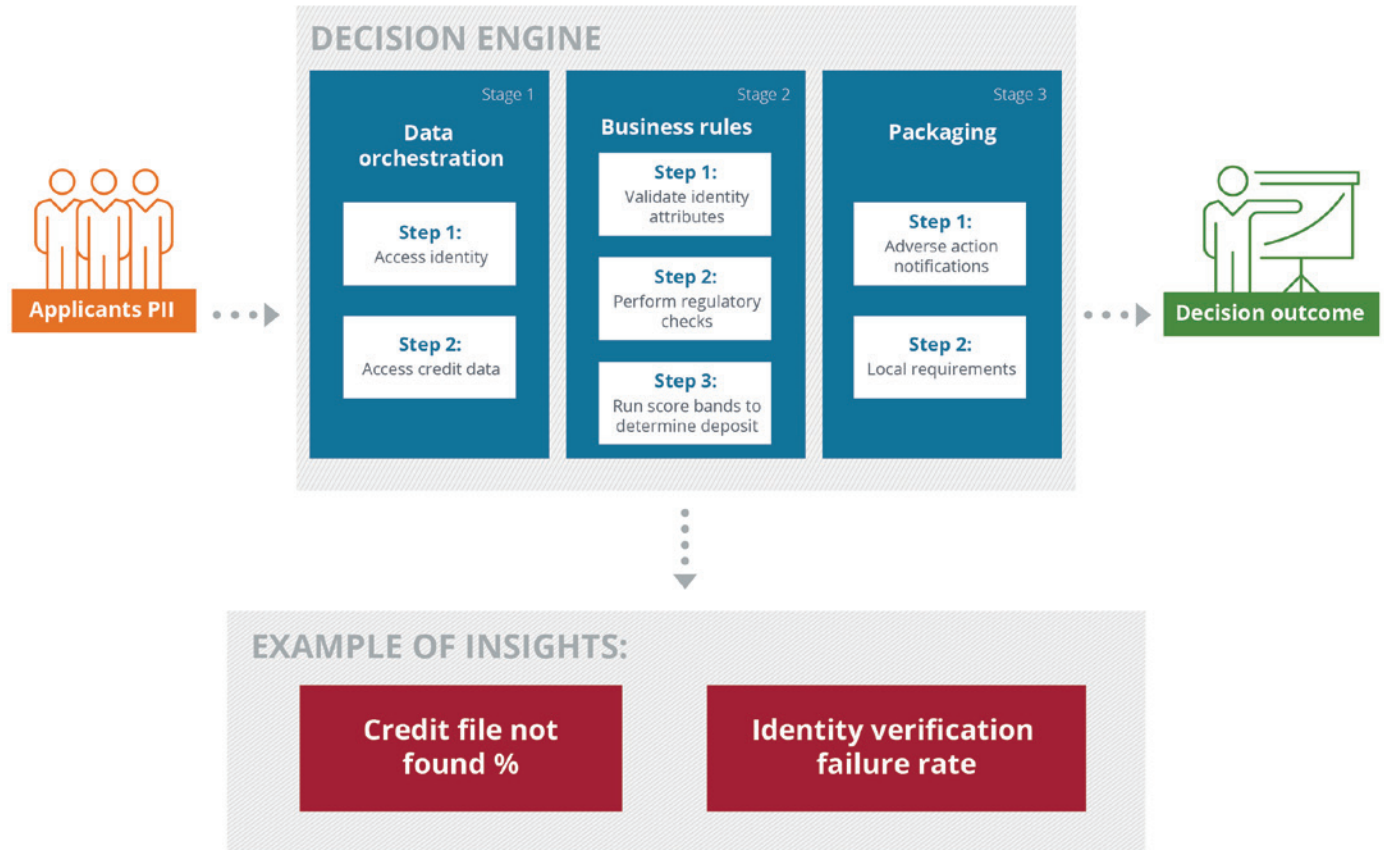 DECISION ENGINE
Stage 1
Data
orchestration
Step 1:
Access identity
Step 2:
Access credit data
Stage 2
Business rules
Step 1:
Validate identity
attributes
Step 2:
Perform regulatory
checks
Step 3:
Run score bands to
determine deposit
Stage 3
Packaging
Step 1:
Adverse action
notifications
Step 2:
Local requirements
Applicants PII
Decision outcome
EXAMPLE OF INSIGHTS:
Credit file not
found %
Identity verification
failure rate